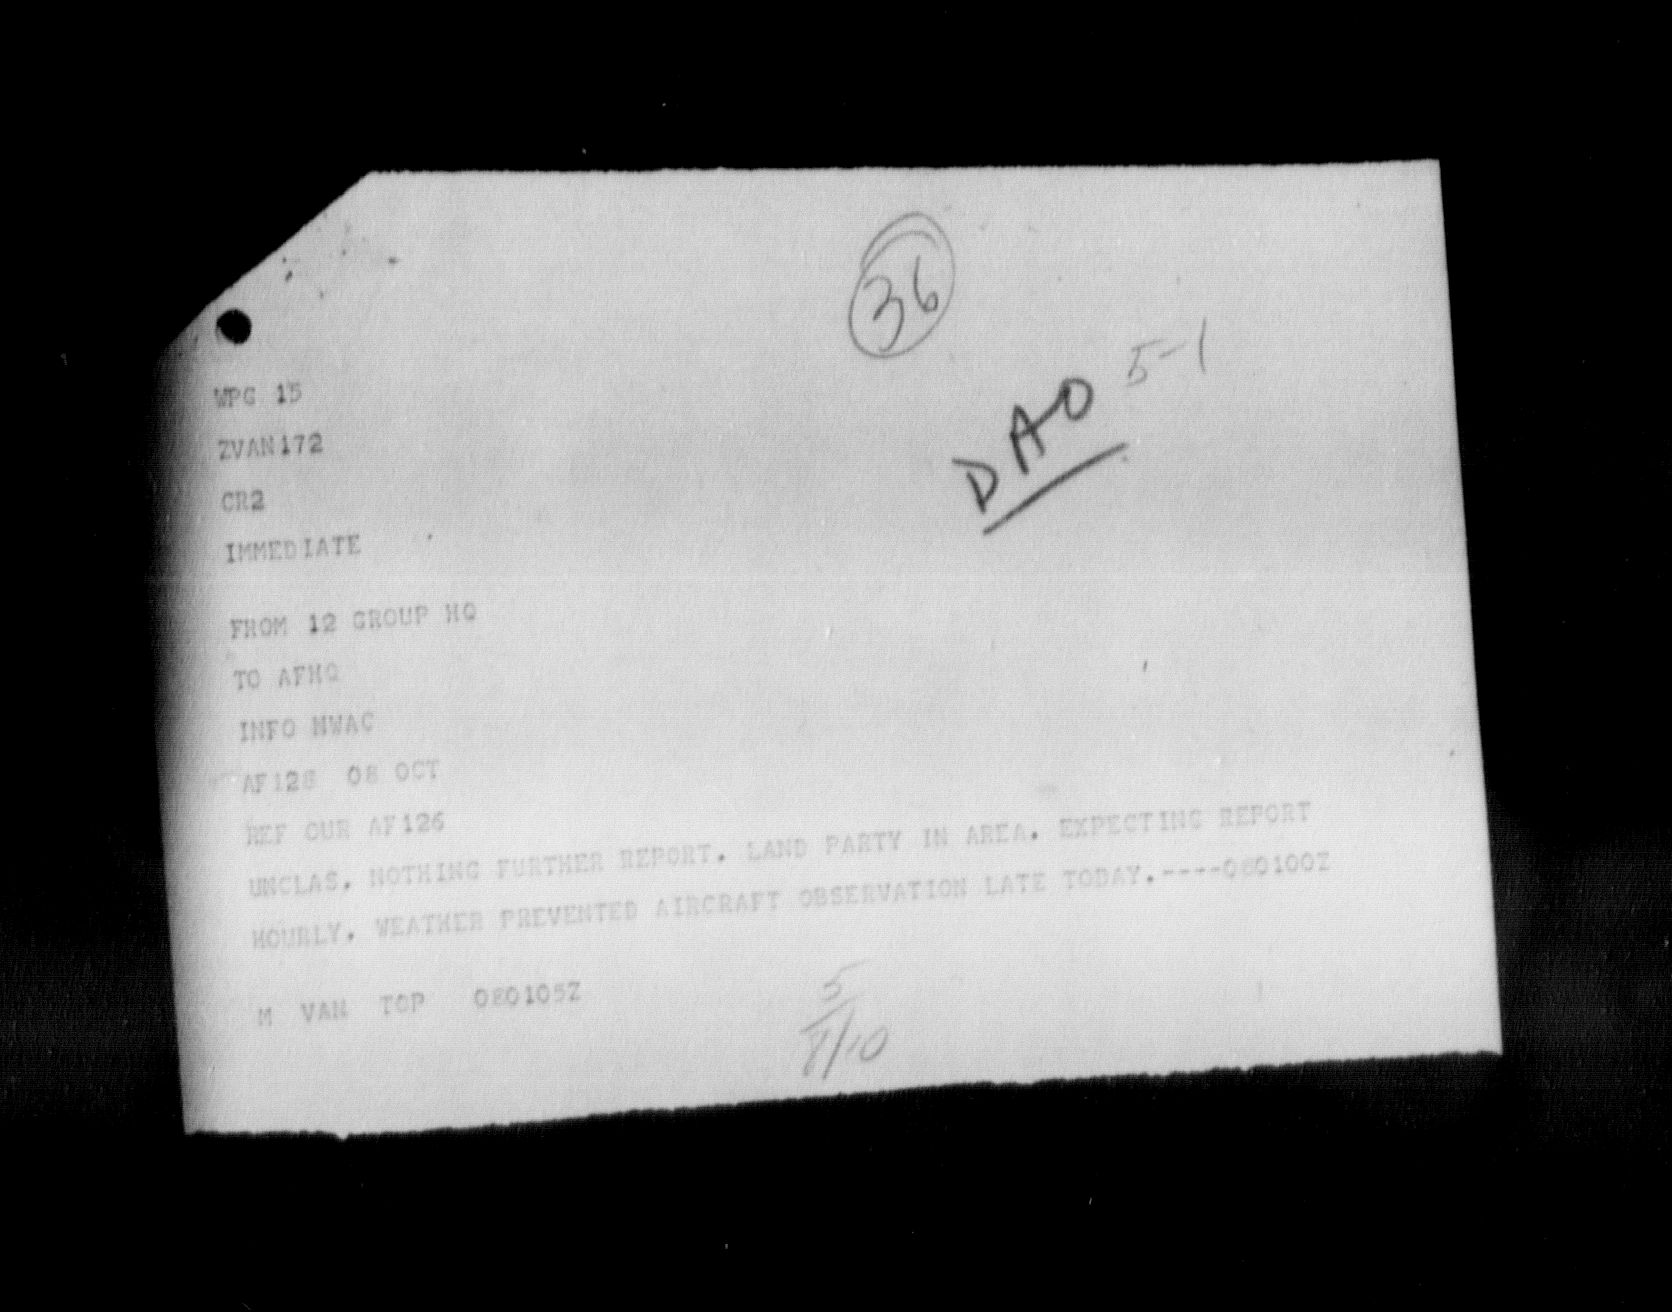 36
DAO 5-1
WPG 15
ZVAN172
CR2
IMMEDIATE
FROM 12 GROUP HQ
TO AFHQ
INFO NWAC
AF128 08 OCT
REF OUR AF126
UNCLAS. NOTHING FURTHER REPORT. LAND PARTY IN AREA. EXPECTING REPORT
HOURLY. WEATHER PREVENTED AIRCRAFT OBSERVATION LATE TODAY.----080100Z
M VAN TOP 080105Z
5
8/10